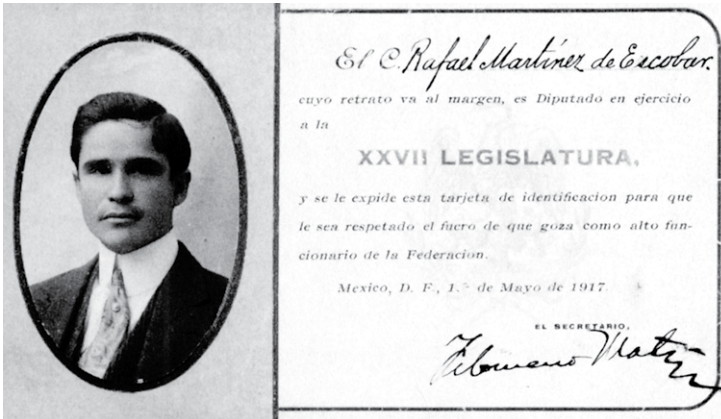 El C. Rafael Martínez de Escobar.
cuyo retrato va al margen, es Diputado en ejercicio
a la
XXVII LEGISLATURA,
y se le expide esta tarjeta de identificacion para que
le sea respetado el fuero de que goza como alto fun-
cionario de la Federacion.
Mexico, D. F., 1.º de Mayo de 1917.
EL SECRETARIO,
Filomeno Mata